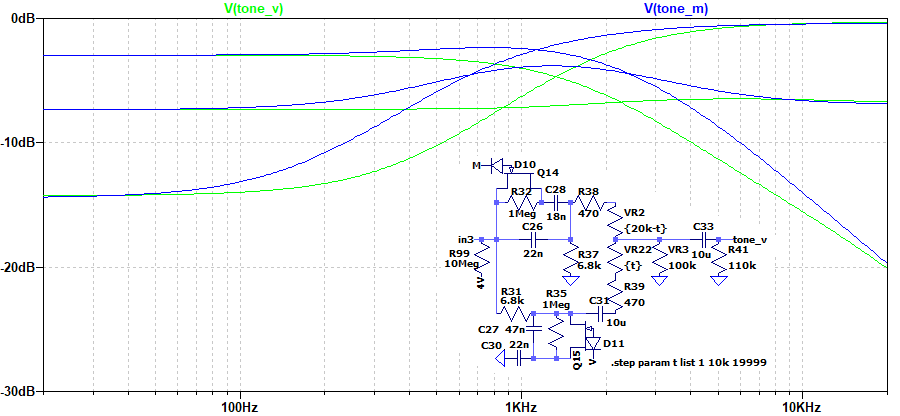 V(tone_v) V(tone_m)
0dB
-10dB
-20dB
-30dB
100Hz 1KHz 10KHz
M D10
Q14
R32 C28 R38
1Meg 18n 470
VR2
{20k-t}
C26
22n
in3
C33
10u
tone_v
R99
10Meg
4V
R37
6.8k
VR22
{t}
VR3
100k
R41
110k
R39
470
R31
6.8k
R35
1Meg
C31
10u
C27 47n
C30 22n
Q15
D11
V
.step param t list 1 10k 19999